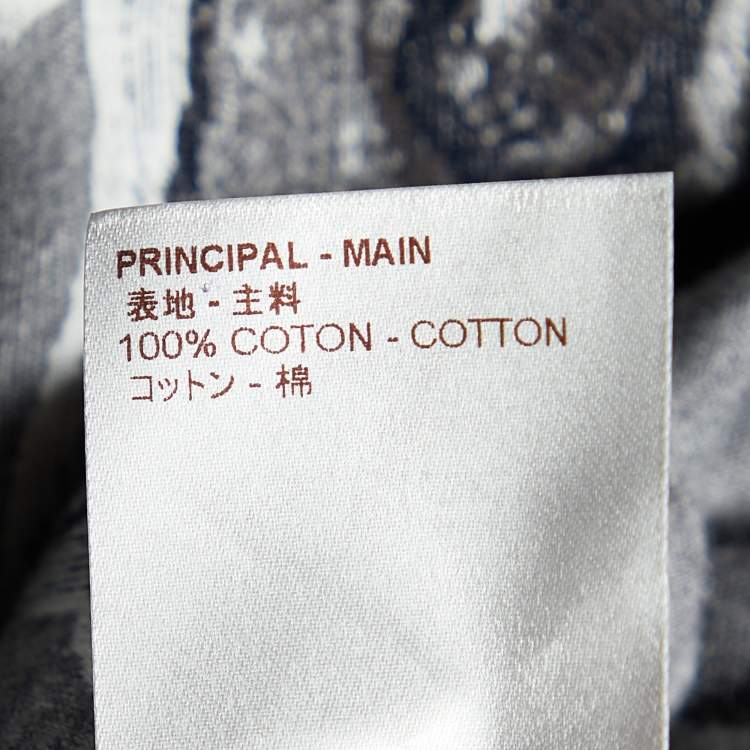 PRINCIPAL - MAIN
表地 - 主料
100% COTON - COTTON
コットン - 棉